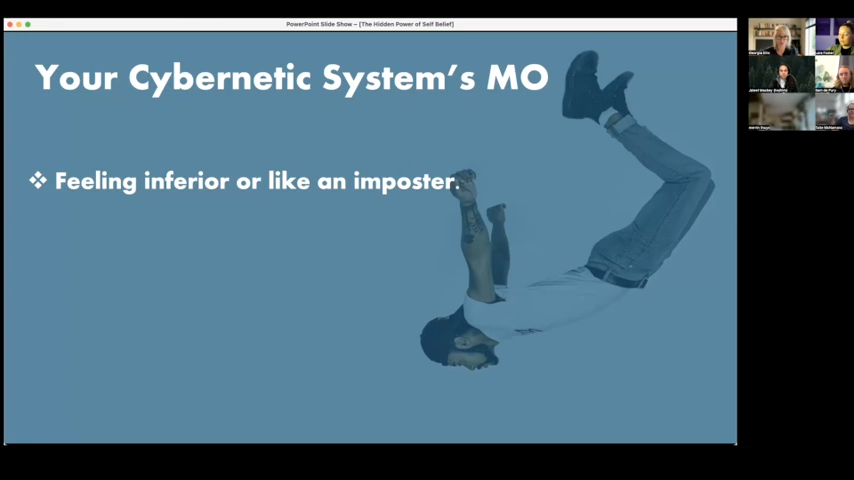 PowerPoint Slide Show – [The Hidden Power of Self Belief]
Your Cybernetic System's MO
❖ Feeling inferior or like an imposter.